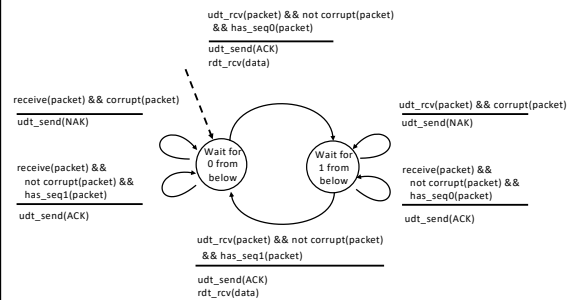 udt_rcv(packet) && not corrupt(packet)
&& has_seq0(packet)
udt_send(ACK)
rdt_rcv(data)
receive(packet) && corrupt(packet)
udt_send(NAK)
receive(packet) &&
not corrupt(packet) &&
has_seq1(packet)
udt_send(ACK)
Wait for
0 from
below
Wait for
1 from
below
udt_rcv(packet) && corrupt(packet)
udt_send(NAK)
receive(packet) &&
not corrupt(packet) &&
has_seq0(packet)
udt_send(ACK)
udt_rcv(packet) && not corrupt(packet)
&& has_seq1(packet)
udt_send(ACK)
rdt_rcv(data)